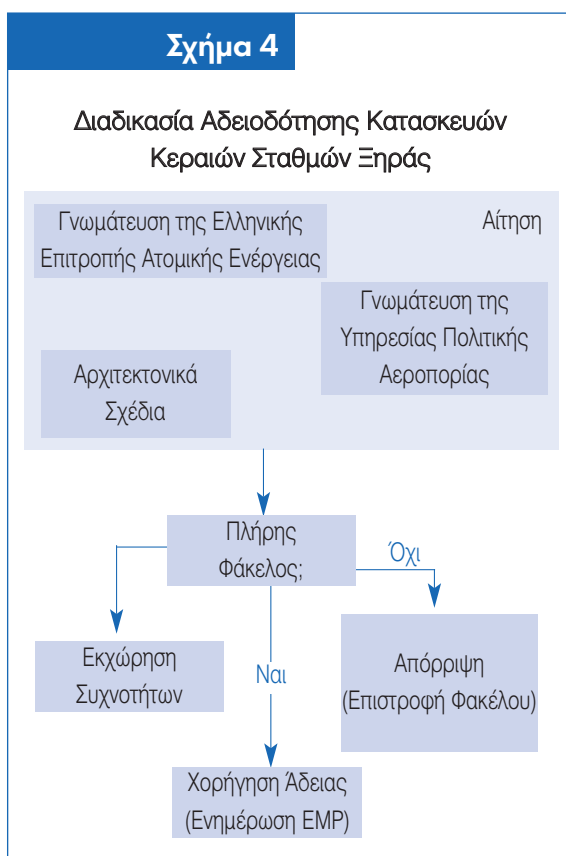 Σχήμα 4
Διαδικασία Αδειοδότησης Κατασκευών
Κεραιών Σταθμών Ξηράς
Γνωμάτευση της Ελληνικής
Επιτροπής Ατομικής Ενέργειας
Αίτηση
Γνωμάτευση της
Υπηρεσίας Πολιτικής
Αεροπορίας
Αρχιτεκτονικά
Σχέδια
Πλήρης
Φάκελος;
Όχι
Εκχώρηση
Συχνοτήτων
Ναι
Απόρριψη
(Επιστροφή Φακέλου)
Χορήγηση Άδειας
(Ενημέρωση ΕΜΡ)